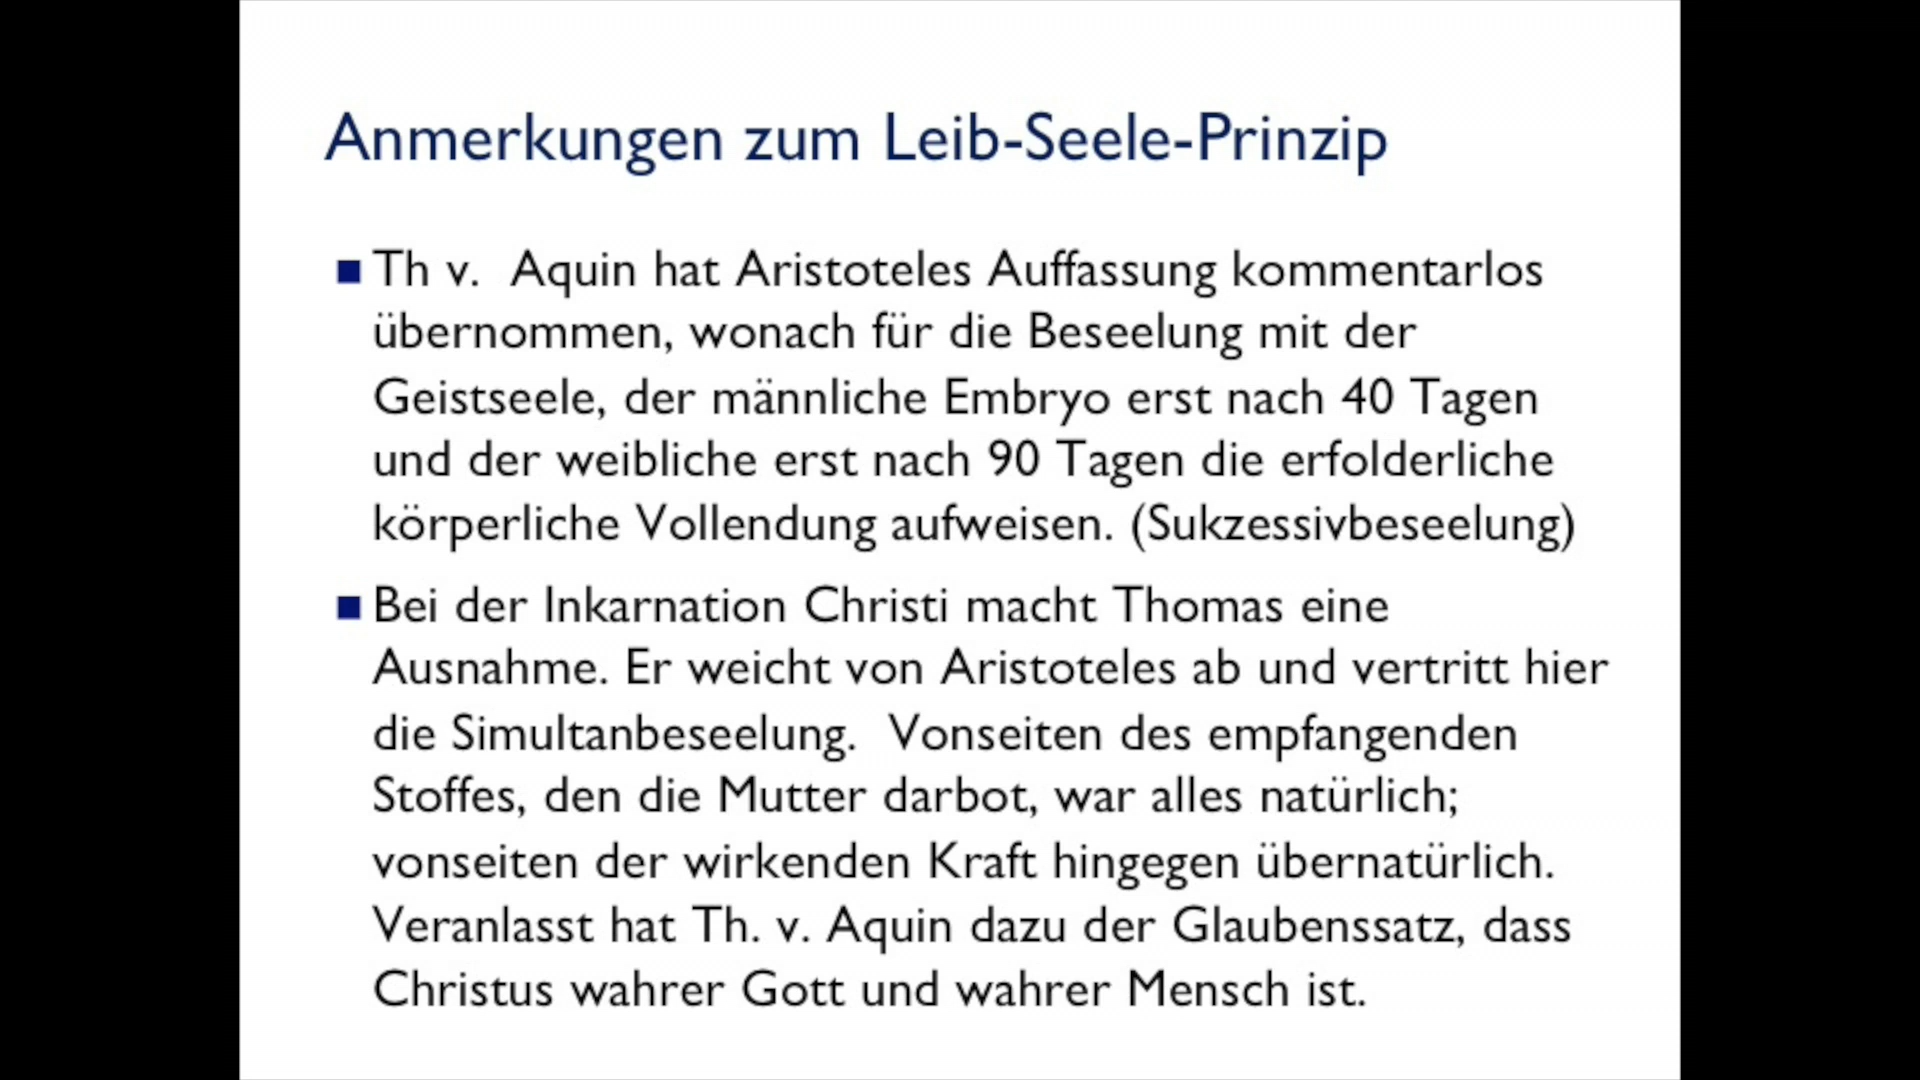 Anmerkungen zum Leib-Seele-Prinzip
Th v. Aquin hat Aristoteles Auffassung kommentarlos
übernommen, wonach für die Beseelung mit der
Geistseele, der männliche Embryo erst nach 40 Tagen
und der weibliche erst nach 90 Tagen die erfolderliche
körperliche Vollendung aufweisen. (Sukzessivbeseelung)
Bei der Inkarnation Christi macht Thomas eine
Ausnahme. Er weicht von Aristoteles ab und vertritt hier
die Simultanbeseelung. Vonseiten des empfangenden
Stoffes, den die Mutter darbot, war alles natürlich;
vonseiten der wirkenden Kraft hingegen übernatürlich.
Veranlasst hat Th. v. Aquin dazu der Glaubenssatz, dass
Christus wahrer Gott und wahrer Mensch ist.